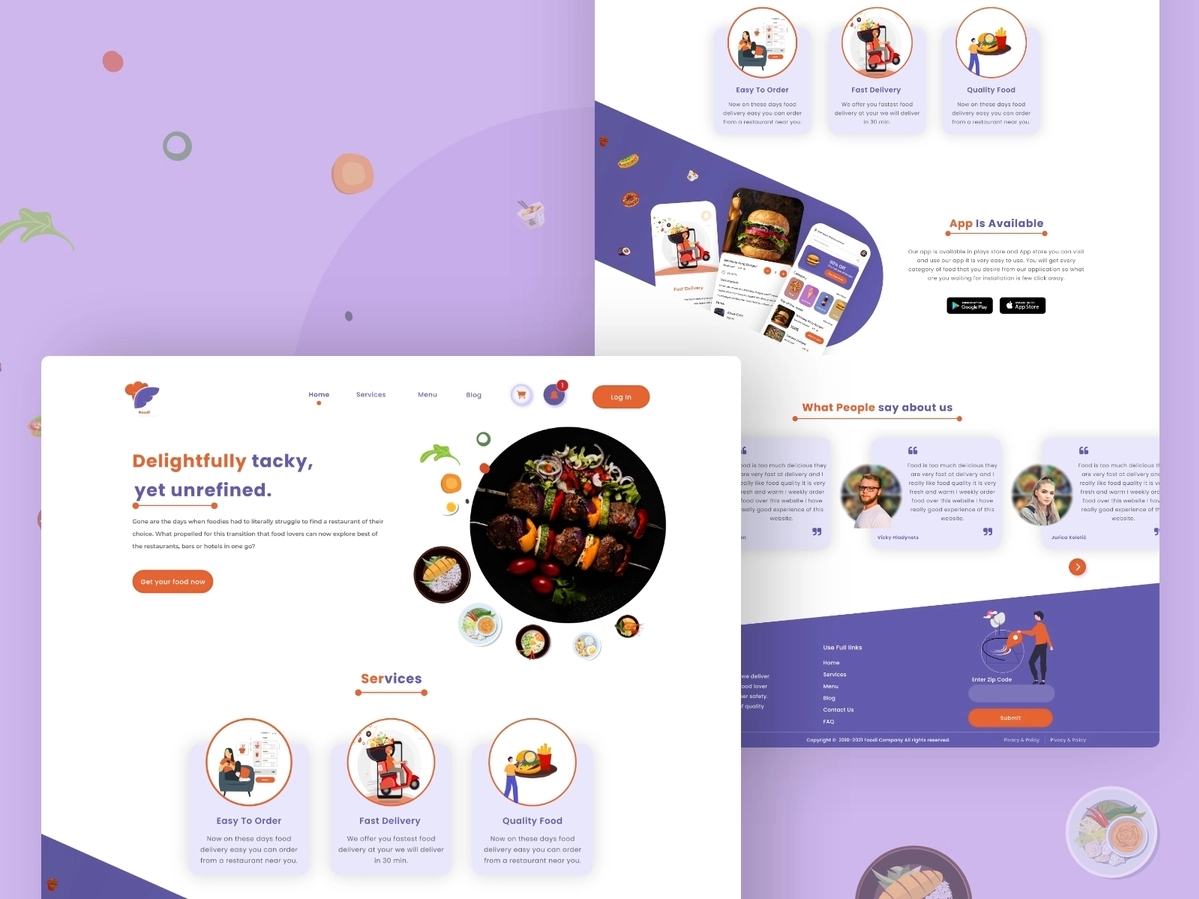 Foodi
Home
Services
Menu
Blog
1
Log In
Delightfully tacky,
yet unrefined.
Gone are the days when foodies had to literally struggle to find a restaurant of their
choice. What propelled for this transition that food lovers can now explore best of
the restaurants, bars or hotels in one go?
Get your food now
Services
Easy To Order
Now on these days food
delivery easy you can order
from a restaurant near you.
Fast Delivery
We offer you fastest food
delivery at your we will deliver
in 30 min.
Quality Food
Now on these days food
delivery easy you can order
from a restaurant near you.
Easy To Order
Now on these days food
delivery easy you can order
from a restaurant near you.
Fast Delivery
We offer you fastest food
delivery at your we will deliver
in 30 min.
Quality Food
Now on these days food
delivery easy you can order
from a restaurant near you.
Fast Delivery
App Is Available
Our app is available in plays store and App store you can visit
and use our app it is very easy to use. You will get every
category of food that you desire from our application so what
are you waiting for installation is few click away.
Google Play
App Store
What People say about us
food is too much delicious they
are very fast at delivery and I
really like food quality it is very
fresh and warm I weekly order
food over this website i have
really good experience of this
website.
Food is too much delicious they
are very fast at delivery and I
really like food quality it is very
fresh and warm I weekly order
food over this website i have
really good experience of this
website.
Vicky Hladynets
Food is too much delicious
are very fast at delivery and
really like food quality it is
fresh and warm I weekly
food over this website i
really good experience of
website.
Jurica Koletić
we deliver
food lover
er safety.
f quality
Use Full links
Home
Services
Menu
Blog
Contact Us
FAQ
Enter Zip Code
Submit
Copyright © 2018-2021 Foodi Company All rights reserved.
Pivacy & Policy
Pivacy & Policy